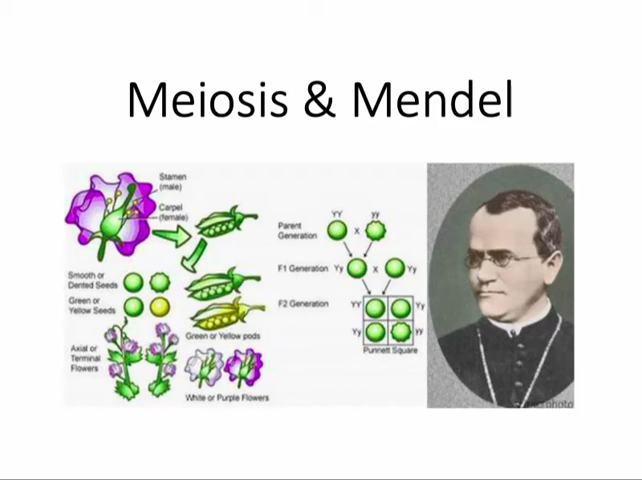 Meiosis & Mendel
Stamen
(male)
Carpel
(female)
Smooth or
Dented Seeds
Green or
Yellow Seeds
Axial or
Terminal
Flowers
Green or Yellow pods
White or Purple Flowers
Parent
Generation
YY
yy
X
F1 Generation
Yy
X
Yy
F2 Generation
YY
Yy
Yy
yy
Punnett Square
photo